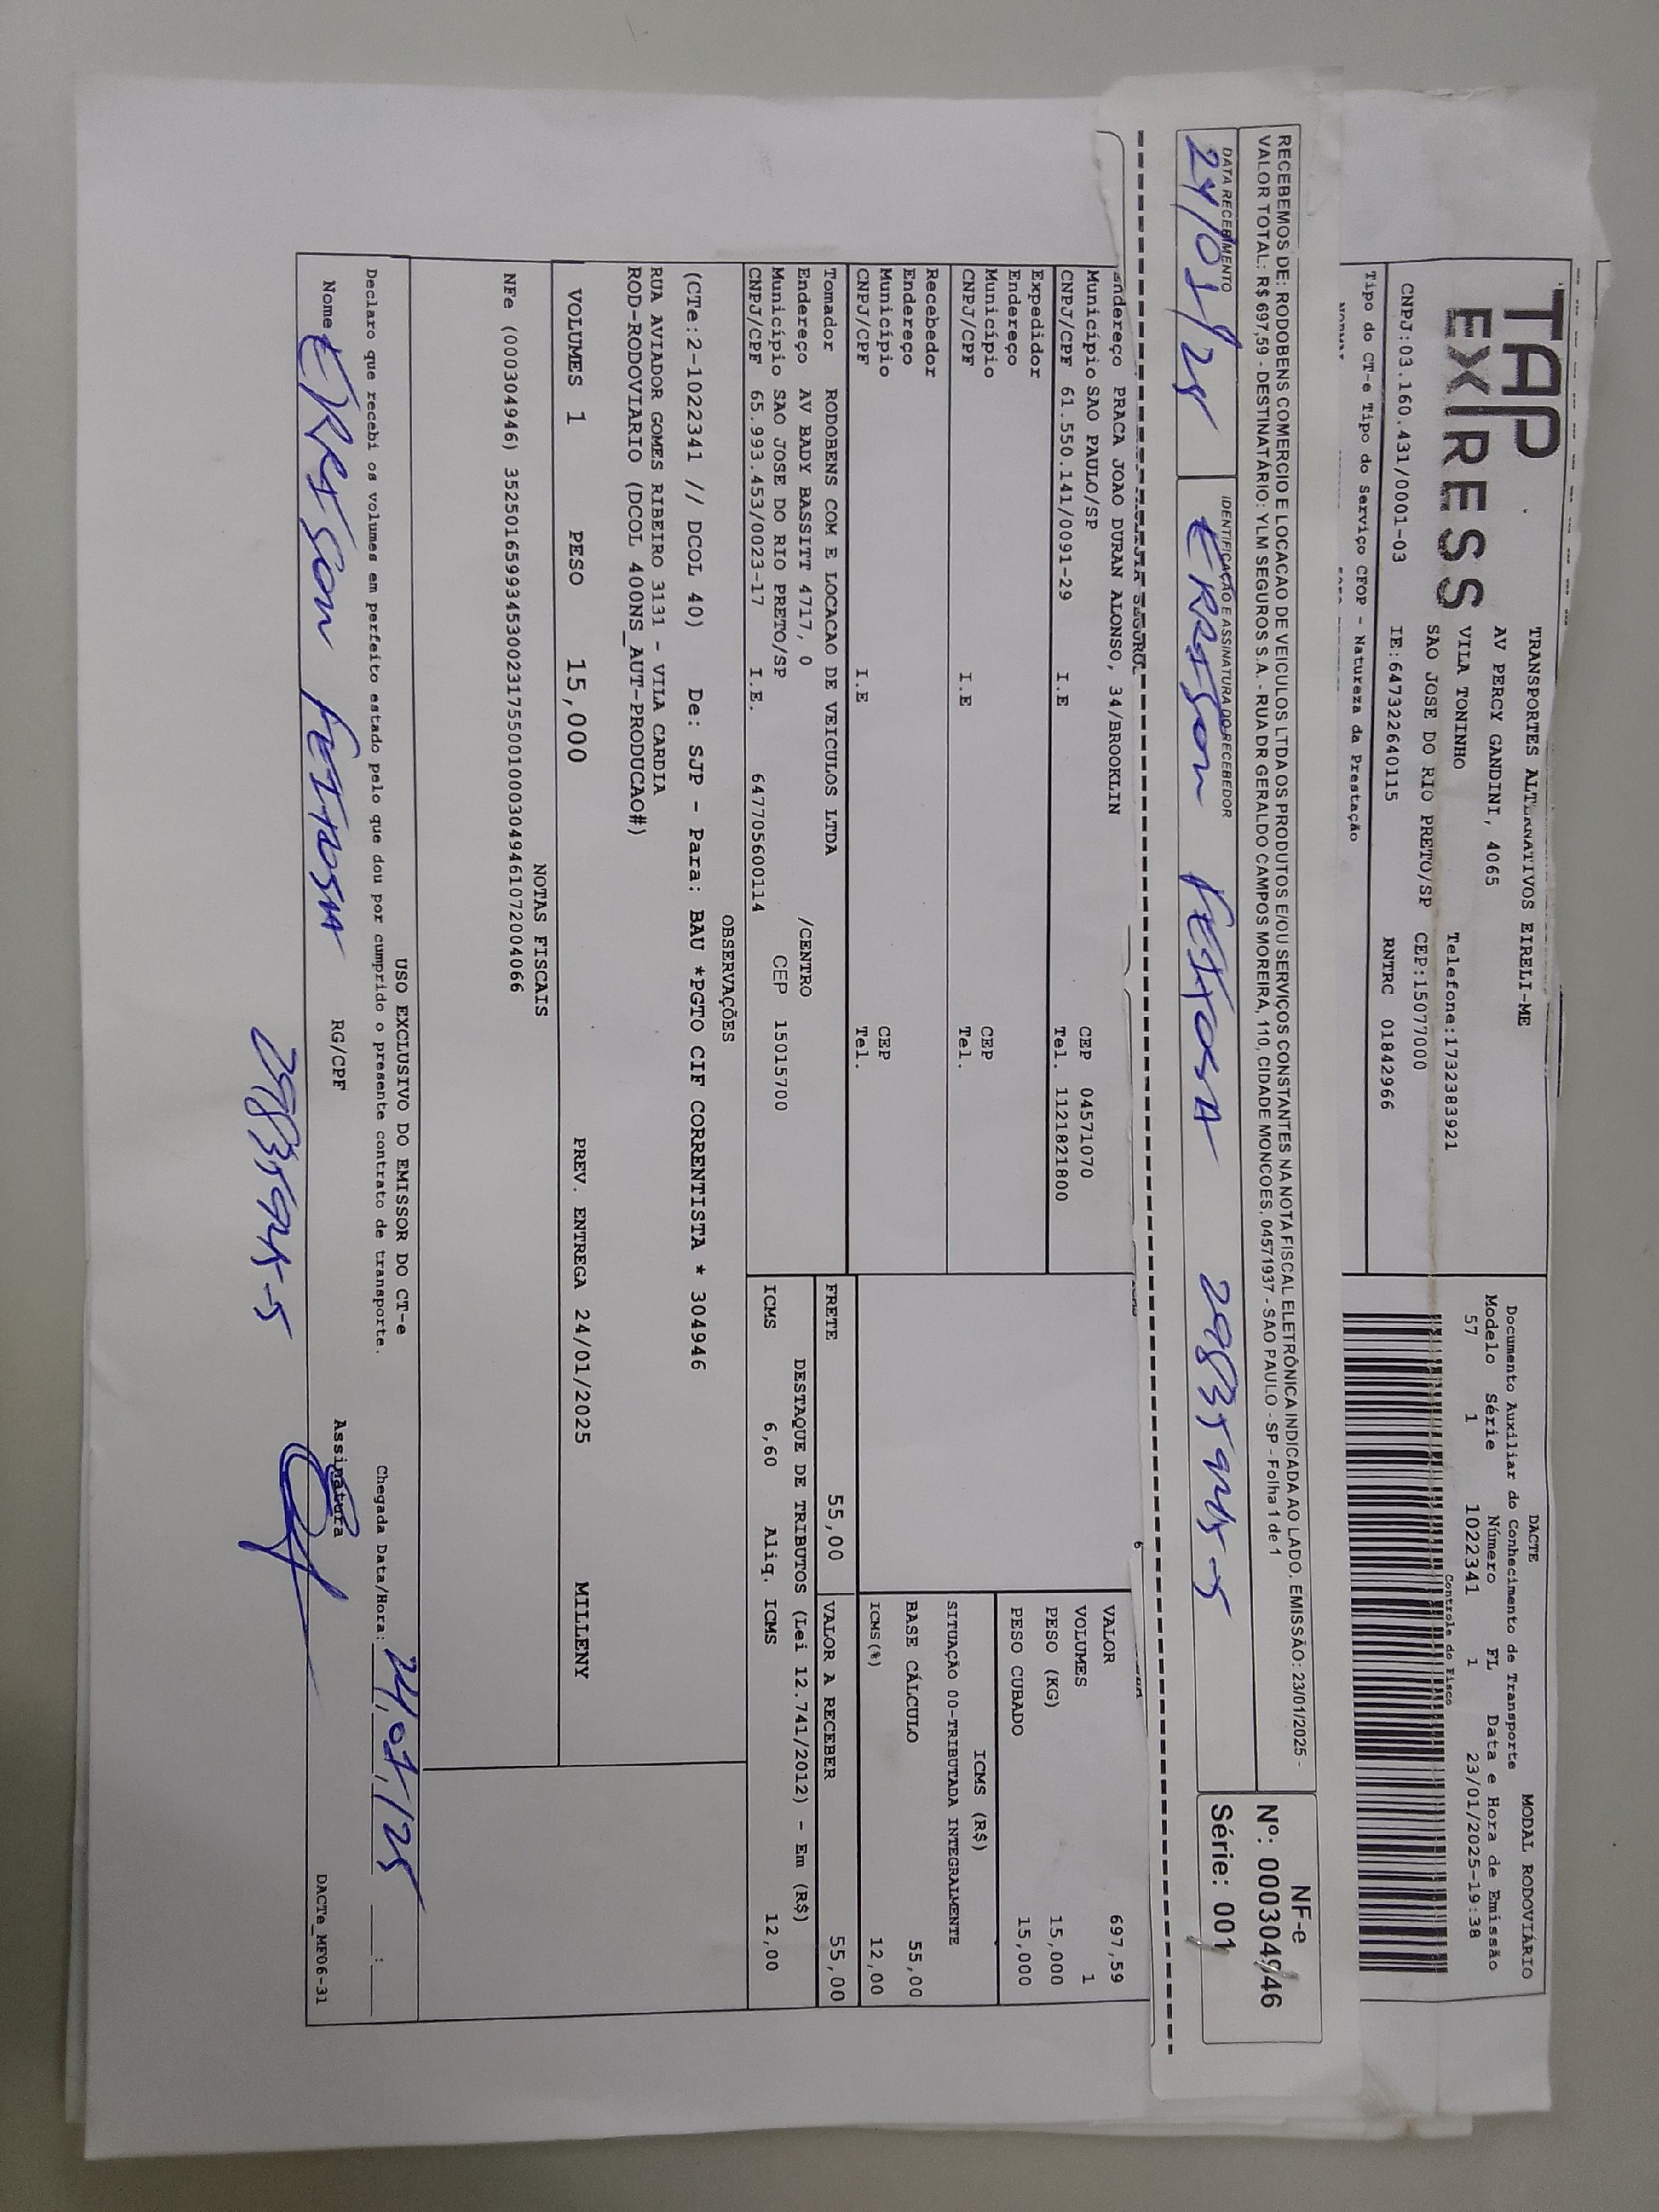 TAP
EXPRESS
TRANSPORTES ALTERNATIVOS EIRELI-ME
AV PERCY GANDINI, 4065
VILA TONINHO
Telefone:1732383921
SAO JOSE DO RIO PRETO/SP CEP:15077000
CNPJ:03.160.431/0001-03 IE:647322640115 RNTRC 01842966
DACTE
MODAL RODOVIÁRIO
Documento Auxiliar do Conhecimento de Transporte
Modelo Série Número FL Data e Hora de Emissão
57 1 1022341 1 23/01/2025-19:38
Controle do Fisco
Tipo do CT-e Tipo do Serviço CFOP - Natureza da Prestação
RECEBEMOS DE: RODOBENS COMERCIO E LOCACAO DE VEICULOS LTDA OS PRODUTOS E/OU SERVIÇOS CONSTANTES NA NOTA FISCAL ELETRÔNICA INDICADA AO LADO. EMISSÃO: 23/01/2025 -
VALOR TOTAL: R$ 697,59 - DESTINATÁRIO: YLM SEGUROS S.A. - RUA DR GERALDO CAMPOS MOREIRA, 110, CIDADE MONCOES, 04571937 - SAO PAULO - SP - Folha 1 de 1
DATA RECEBIMENTO IDENTIFICAÇÃO E ASSINATURA DO RECEBEDOR
24/01/25
NF-e
Nº: 000304946
Série: 001
Endereço PRACA JOAO DURAN ALONSO, 34/BROOKLIN
Município SAO PAULO/SP CEP 04571070
CNPJ/CPF 61.550.141/0091-29 I.E Tel. 1121821800
Expedidor
Endereço
Município CEP
CNPJ/CPF I.E Tel.
Recebedor
Endereço
Município CEP
CNPJ/CPF I.E Tel.
VALOR 697,59
VOLUMES 1
PESO (KG) 15,000
PESO CUBADO 15,000
ICMS (R$)
SITUAÇÃO 00-TRIBUTADA INTEGRALMENTE
BASE CÁLCULO 55,00
ICMS(%) 12,00
Tomador RODOBENS COM E LOCACAO DE VEICULOS LTDA
Endereço AV BADY BASSITT 4717, 0 /CENTRO
Município SAO JOSE DO RIO PRETO/SP CEP 15015700
CNPJ/CPF 65.993.453/0023-17 I.E. 647705600114
FRETE 55,00 VALOR A RECEBER 55,00
DESTAQUE DE TRIBUTOS (Lei 12.741/2012) - Em (R$)
ICMS 6,60 Aliq. ICMS 12,00
OBSERVAÇÕES
(CTe:2-1022341 // DCOL 40) De: SJP - Para: BAU *PGTO CIF CORRENTISTA * 304946
RUA AVIADOR GOMES RIBEIRO 3131 - VILA CARDIA
ROD-RODOVIARIO (DCOL 400NS_AUT-PRODUCAO#)
VOLUMES 1 PESO 15,000 PREV. ENTREGA 24/01/2025 MILLENY
NOTAS FISCAIS
NFe (000304946) 35250165993453002317550010003049461072004066
USO EXCLUSIVO DO EMISSOR DO CT-e
Declaro que recebi os volumes em perfeito estado pelo que dou por cumprido o presente contrato de transporte. Chegada Data/Hora: 24/01/25 :
Nome RG/CPF Assinatura
DACTe_MF06-31